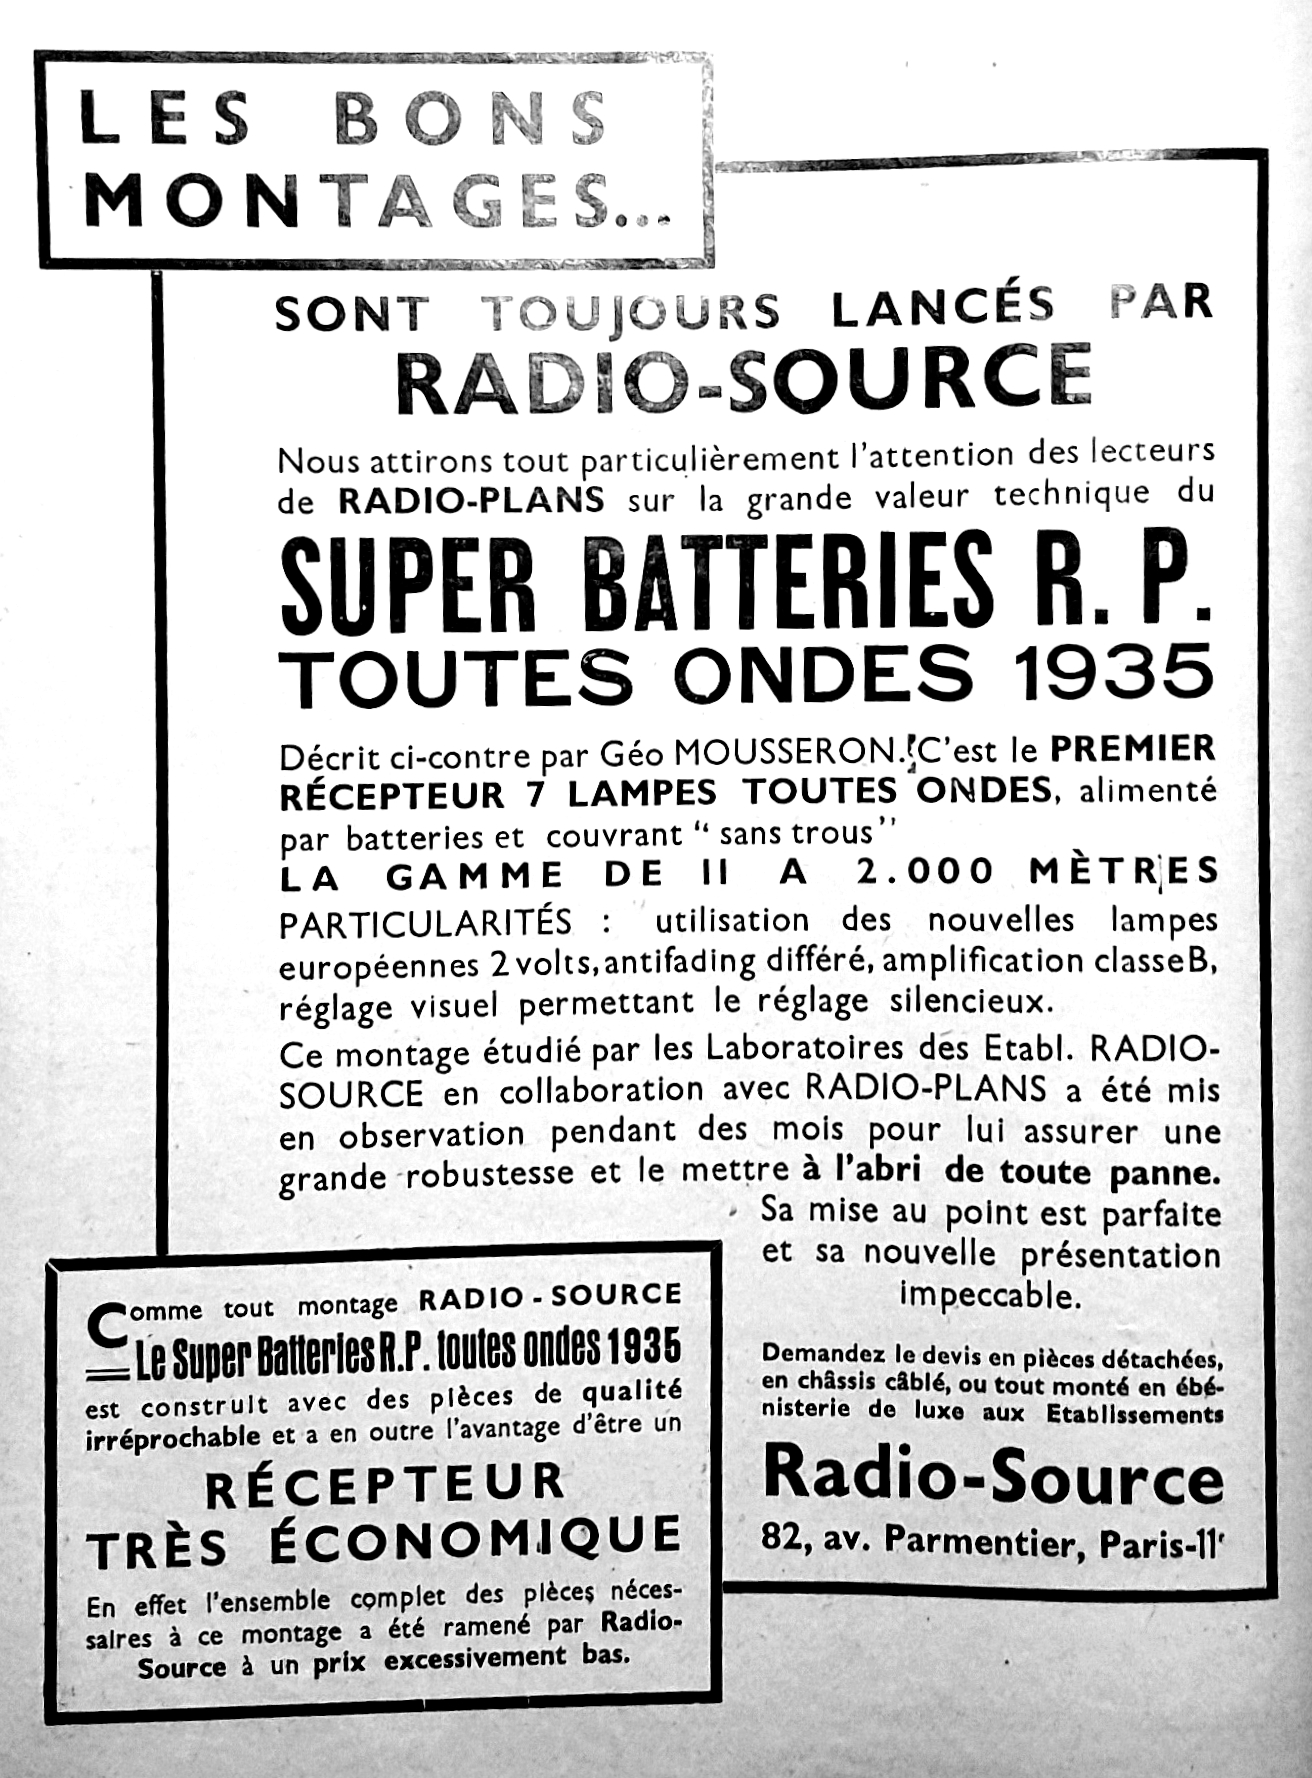 LES BONS
MONTAGES...
SONT TOUJOURS LANCÉS PAR
RADIO-SOURCE
Nous attirons tout particulièrement l'attention des lecteurs
de RADIO-PLANS sur la grande valeur technique du
SUPER BATTERIES R. P.
TOUTES ONDES 1935
Décrit ci-contre par Géo MOUSSERON. C'est le PREMIER
RÉCEPTEUR 7 LAMPES TOUTES ONDES, alimenté
par batteries et couvrant "sans trous"
LA GAMME DE 11 A 2.000 MÈTRES
PARTICULARITÉS : utilisation des nouvelles lampes
européennes 2 volts, antifading différé, amplification classe B,
réglage visuel permettant le réglage silencieux.
Ce montage étudié par les Laboratoires des Etabl. RADIO-
SOURCE en collaboration avec RADIO-PLANS a été mis
en observation pendant des mois pour lui assurer une
grande robustesse et le mettre à l'abri de toute panne.
Sa mise au point est parfaite
et sa nouvelle présentation
impeccable.
Comme tout montage RADIO-SOURCE
Le Super Batteries R.P. toutes ondes 1935
est construit avec des pièces de qualité
irréprochable et a en outre l'avantage d'être un
RÉCEPTEUR
TRÈS ÉCONOMIQUE
En effet l'ensemble complet des pièces néces-
saires à ce montage a été ramené par Radio-
Source à un prix excessivement bas.
Demandez le devis en pièces détachées,
en châssis câblé, ou tout monté en ébé-
nisterie de luxe aux Etablissements
Radio-Source
82, av. Parmentier, Paris-11e